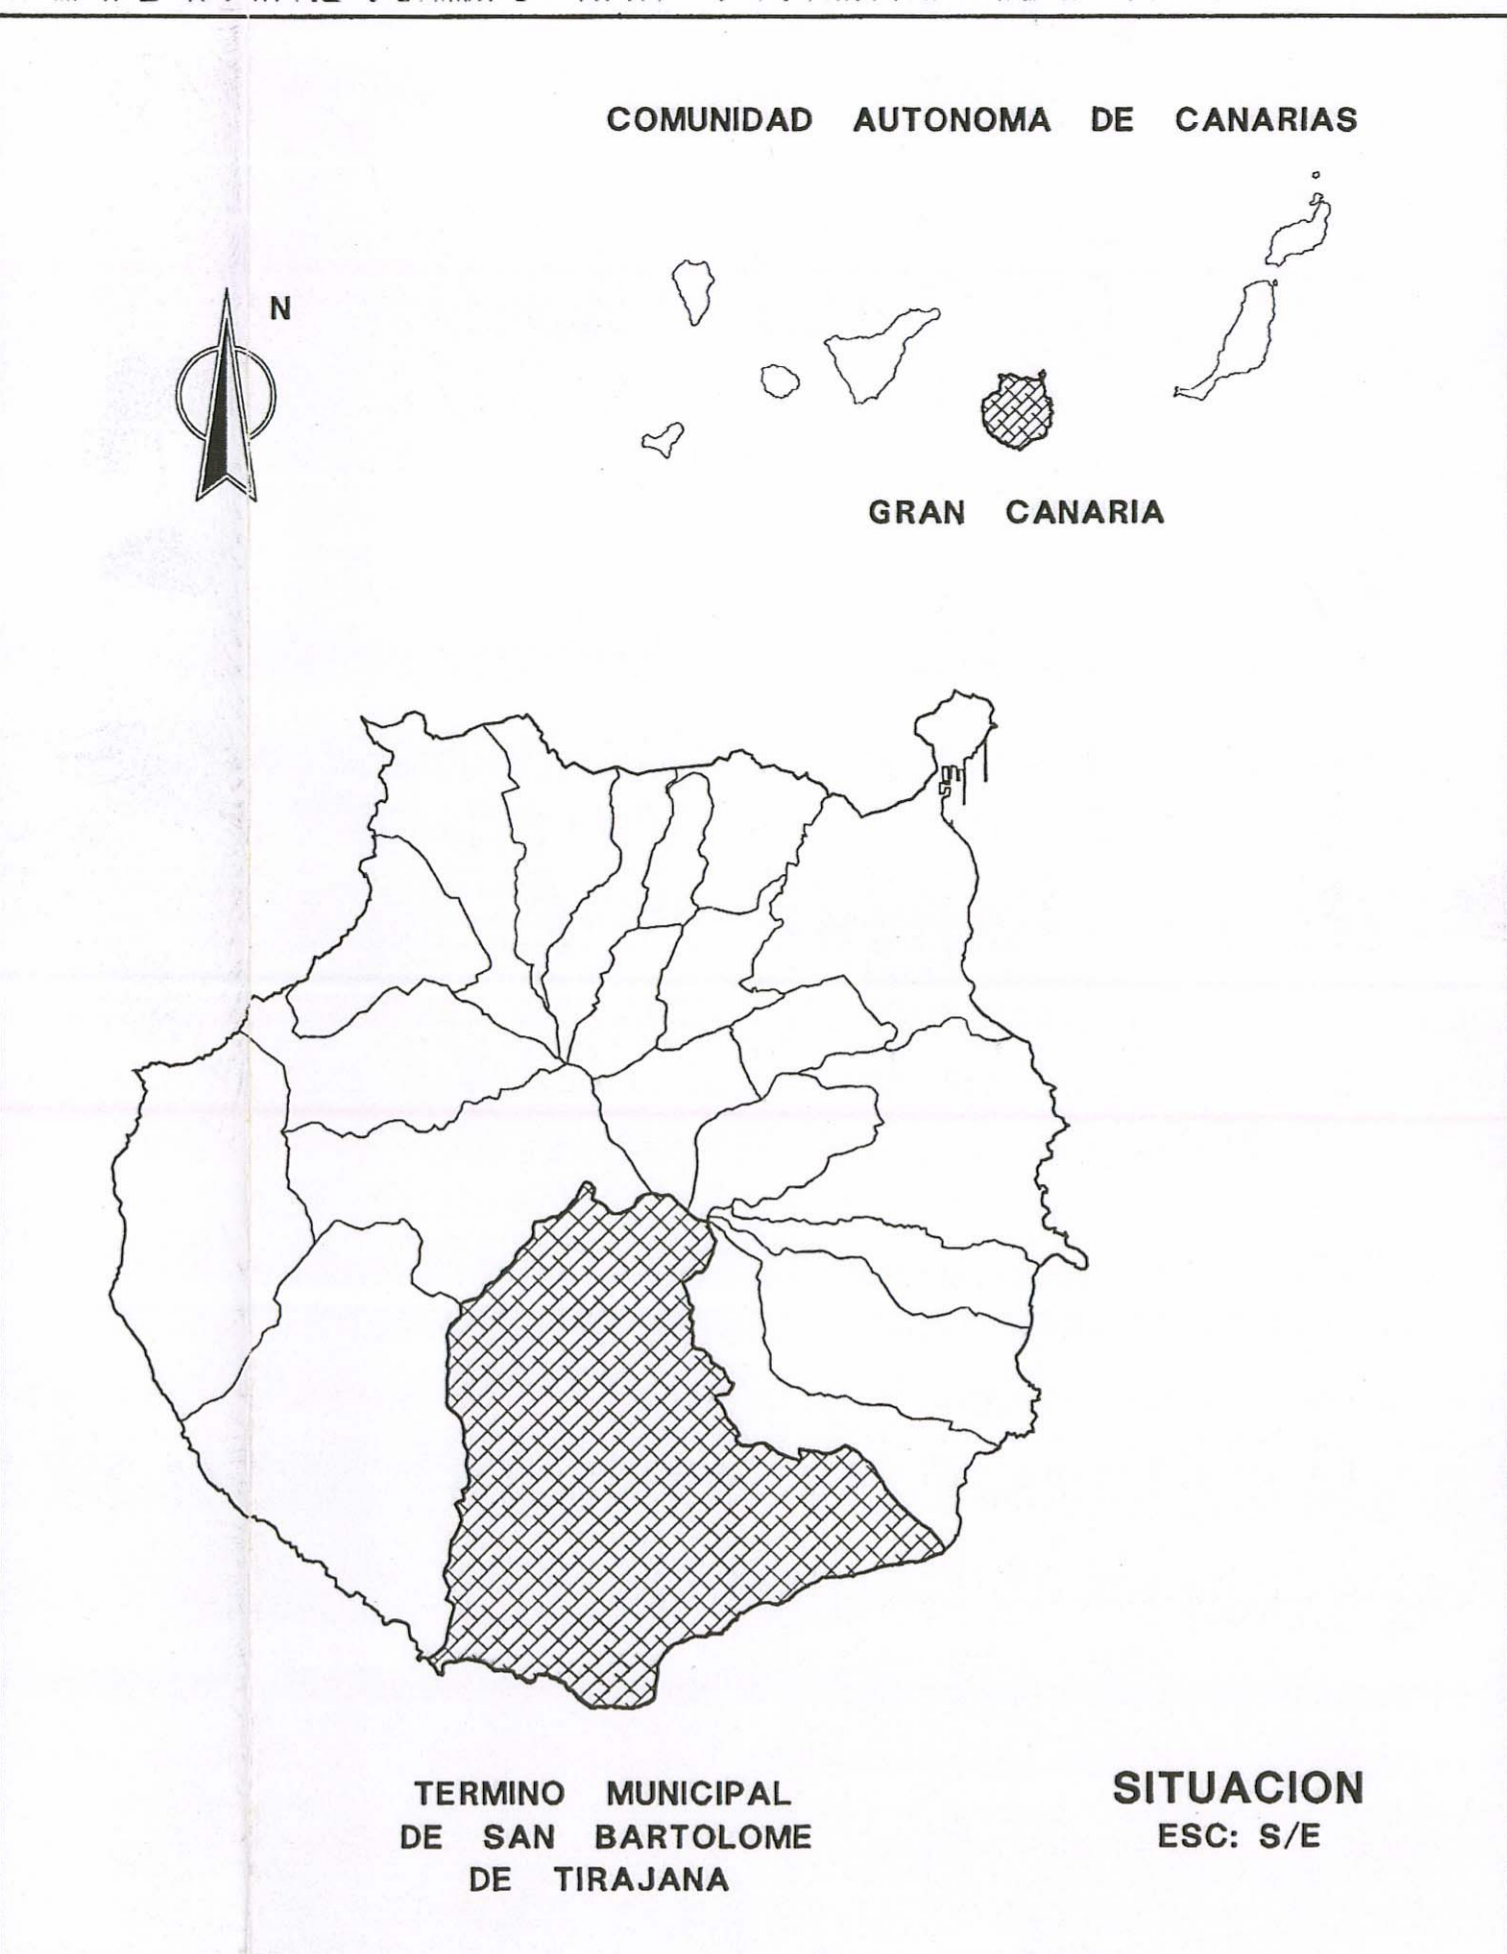 COMUNIDAD AUTONOMA DE CANARIAS
N
GRAN CANARIA
TERMINO MUNICIPAL
DE SAN BARTOLOME
DE TIRAJANA
SITUACION
ESC: S/E